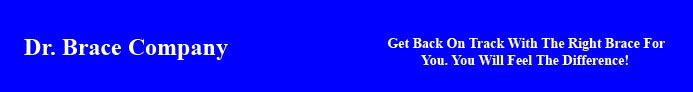 Dr. Brace Company
Get Back On Track With The Right Brace For
You. You Will Feel The Difference!